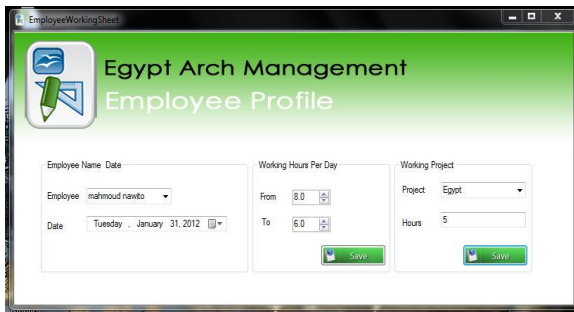 EmployeeWorkingSheet
Egypt Arch Management
Employee Profile
Employee Name Date
Employee mahmoud nawito
Date Tuesday , January 31, 2012
Working Hours Per Day
From 8.0
To 6.0
Save
Working Project
Project Egypt
Hours 5
Save